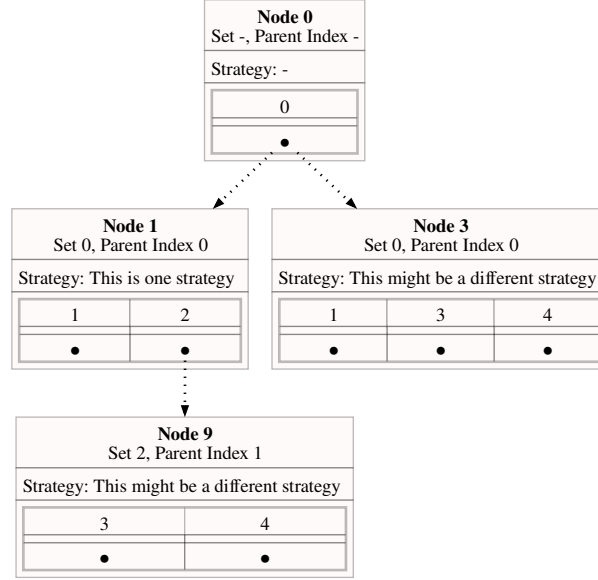 Node 0
Set -, Parent Index -
Strategy: -
0
Node 1
Set 0, Parent Index 0
Strategy: This is one strategy
1 2
Node 3
Set 0, Parent Index 0
Strategy: This might be a different strategy
1 3 4
Node 9
Set 2, Parent Index 1
Strategy: This might be a different strategy
3 4